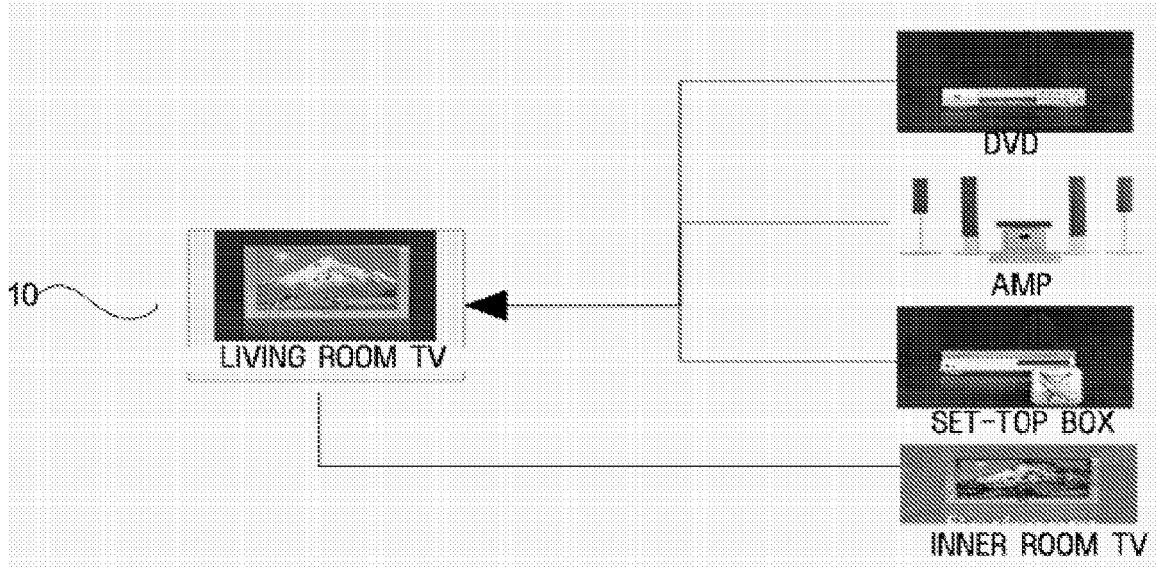 DVD
AMP
10
LIVING ROOM TV
SET-TOP BOX
INNER ROOM TV